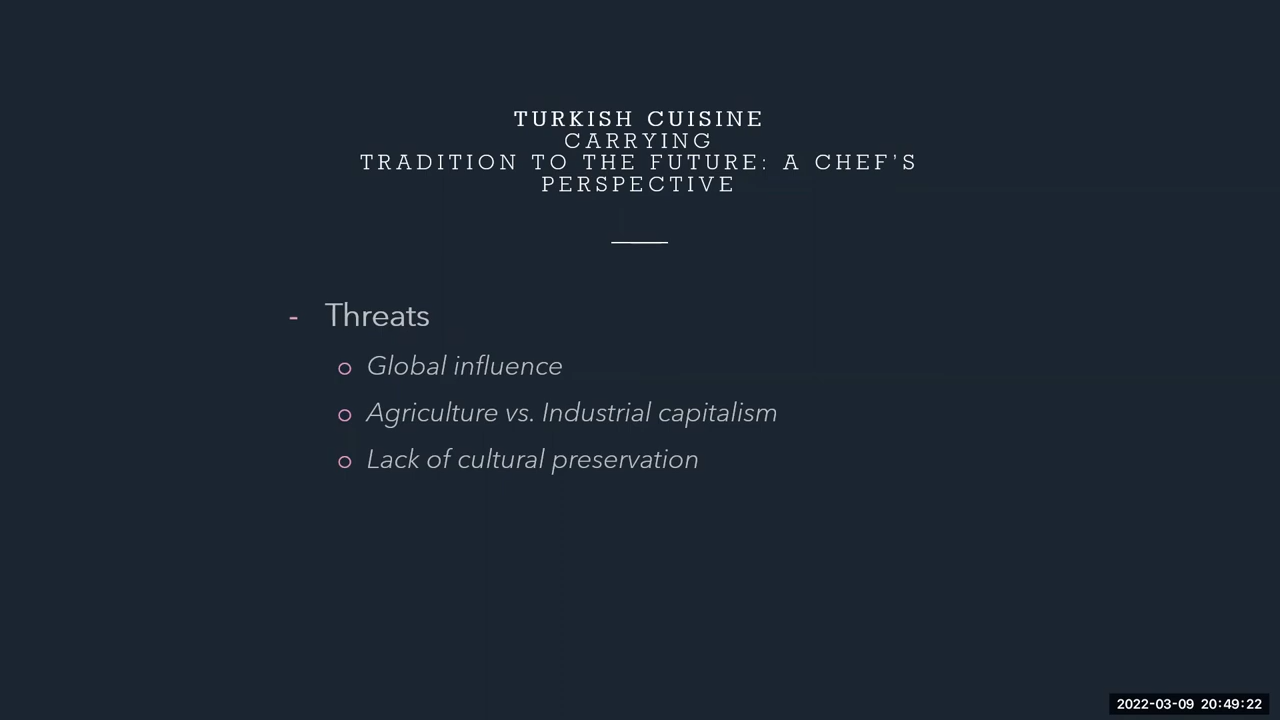 TURKISH CUISINE
CARRYING
TRADITION TO THE FUTURE: A CHEF'S
PERSPECTIVE
- Threats
o Global influence
o Agriculture vs. Industrial capitalism
o Lack of cultural preservation
2022-03-09 20:49:22